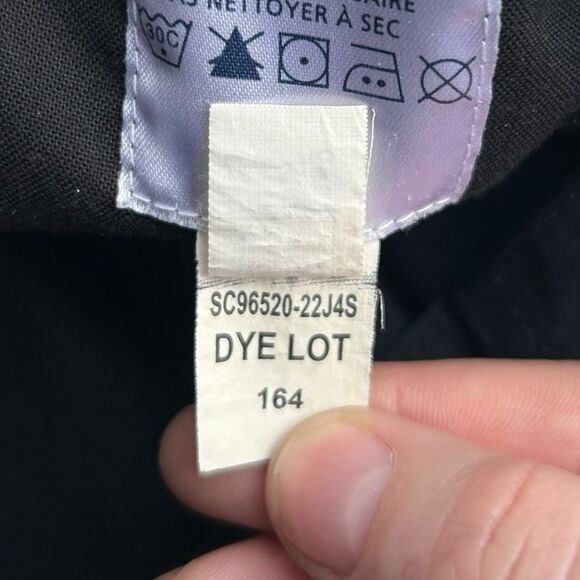 NETTOYER À SEC
30C
SC96520-22J4S
DYE LOT
164